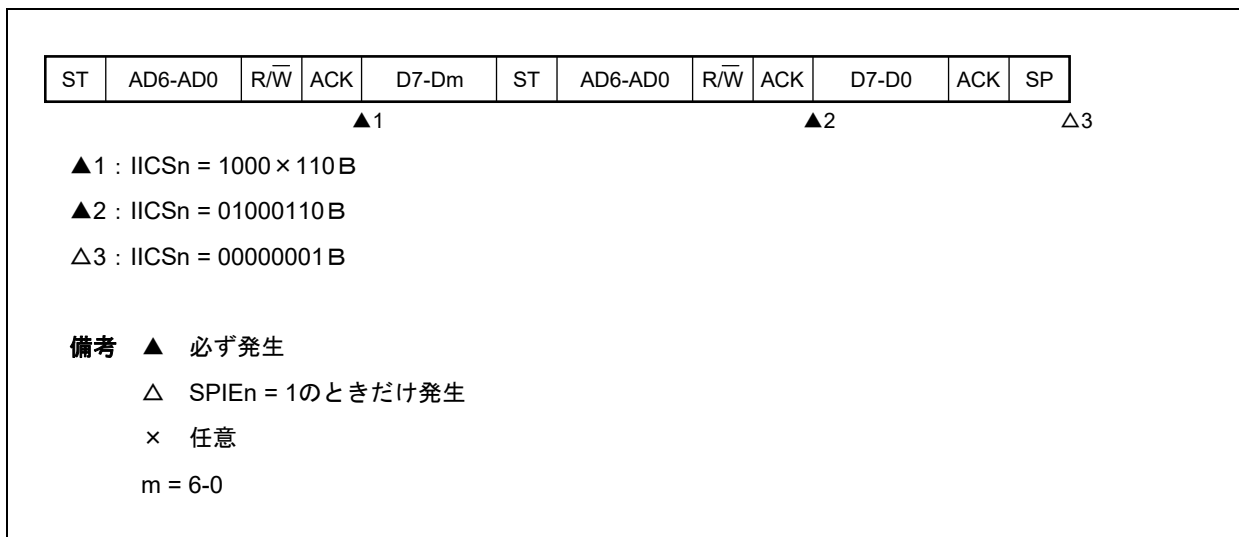 ST AD6-AD0 R/W̅ ACK D7-Dm ST AD6-AD0 R/W̅ ACK D7-D0 ACK SP
▲1 ▲2 △3
▲1：IICSn = 1000×110B
▲2：IICSn = 01000110B
△3：IICSn = 00000001B
備考 ▲ 必ず発生
△ SPIEn = 1のときだけ発生
× 任意
m = 6-0